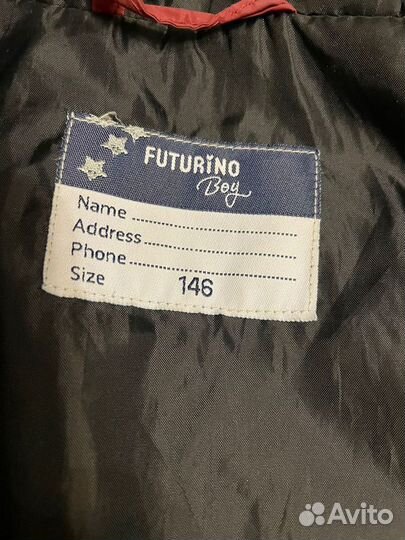 FUTURiNO
Boy
Name
Address
Phone
Size 146
Avito